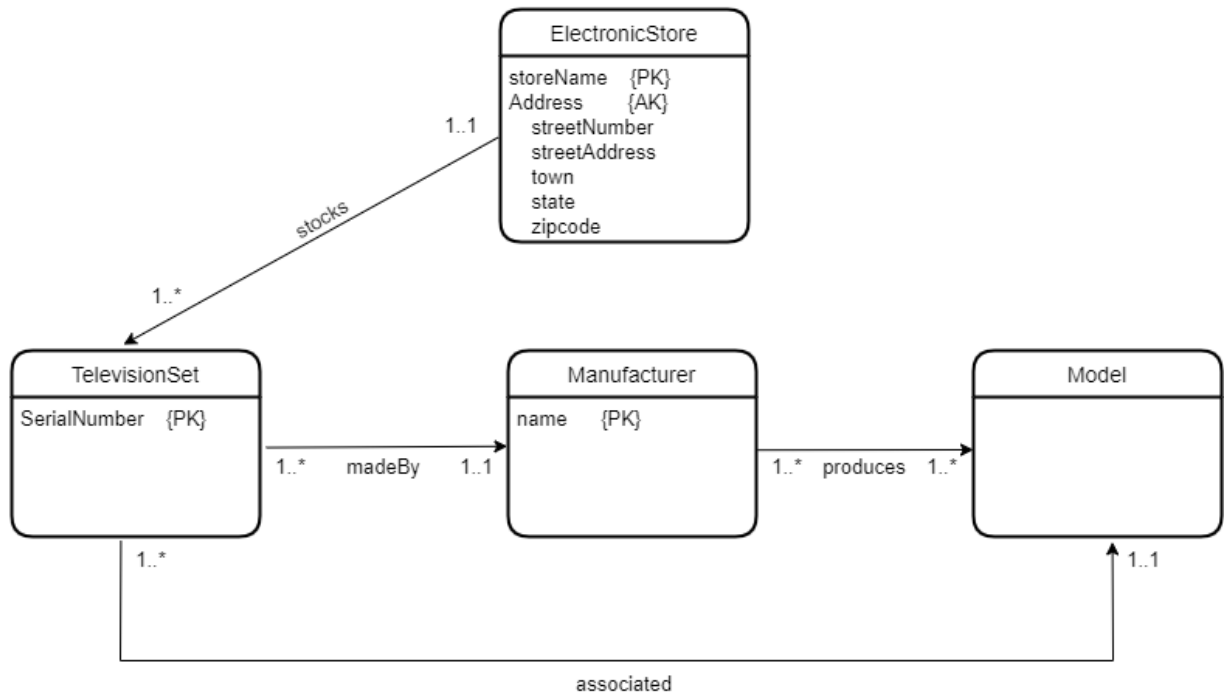 ElectronicStore
storeName {PK}
Address {AK}
streetNumber
streetAddress
town
state
zipcode
1..1
stocks
1..*
TelevisionSet
SerialNumber {PK}
1..* madeBy 1..1
Manufacturer
name {PK}
1..* produces 1..*
Model
1..*
1..1
associated